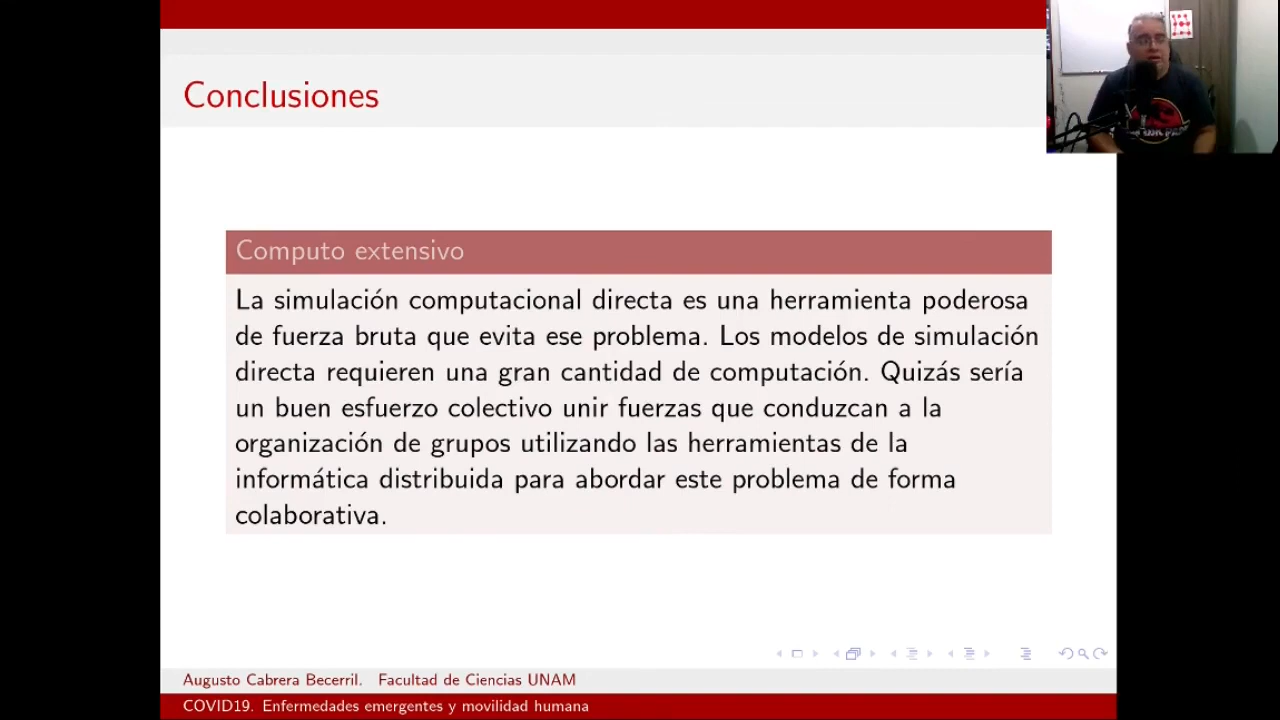 Conclusiones
Computo extensivo
La simulación computacional directa es una herramienta poderosa
de fuerza bruta que evita ese problema. Los modelos de simulación
directa requieren una gran cantidad de computación. Quizás sería
un buen esfuerzo colectivo unir fuerzas que conduzcan a la
organización de grupos utilizando las herramientas de la
informática distribuida para abordar este problema de forma
colaborativa.
Augusto Cabrera Becerril. Facultad de Ciencias UNAM
COVID19. Enfermedades emergentes y movilidad humana